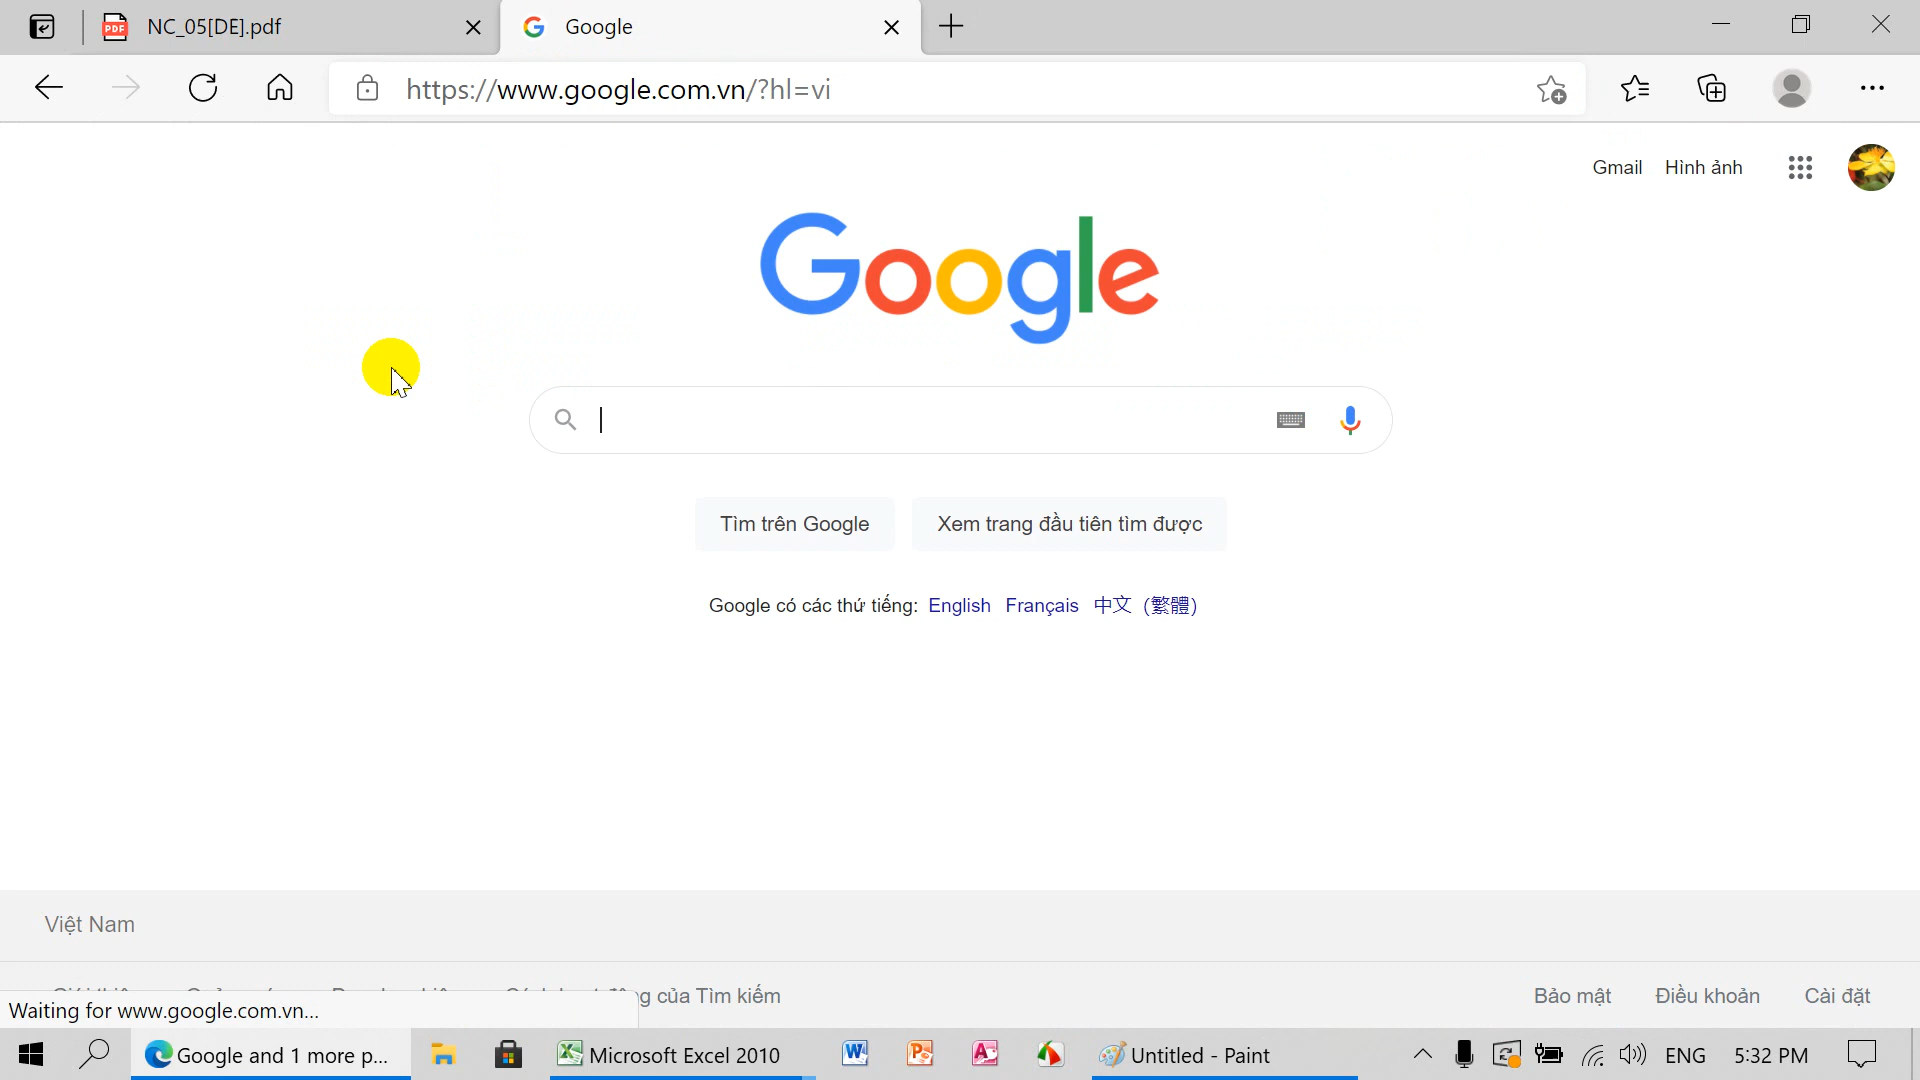 NC_05[DE].pdf
Google
https://www.google.com.vn/?hl=vi
Gmail Hình ảnh
Google
Tìm trên Google
Xem trang đầu tiên tìm được
Google có các thứ tiếng: English Français 中文 (繁體)
Việt Nam
của Tìm kiếm
Bảo mật Điều khoản Cài đặt
Waiting for www.google.com.vn...
Google and 1 more p...
Microsoft Excel 2010
Untitled - Paint
ENG
5:32 PM